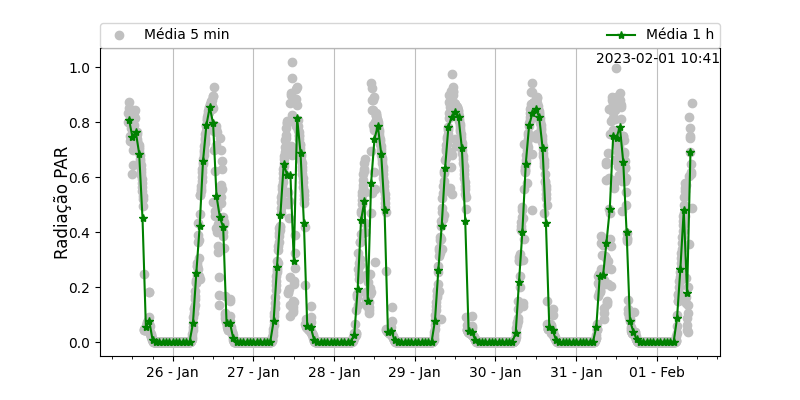 Média 5 min Média 1 h
2023-02-01 10:41
Radiação PAR
1.0
0.8
0.6
0.4
0.2
0.0
26 - Jan 27 - Jan 28 - Jan 29 - Jan 30 - Jan 31 - Jan 01 - Feb